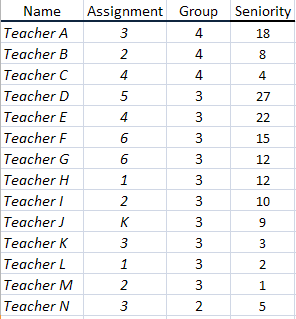 Name Assignment Group Seniority
Teacher A 3 4 18
Teacher B 2 4 8
Teacher C 4 4 4
Teacher D 5 3 27
Teacher E 4 3 22
Teacher F 6 3 15
Teacher G 6 3 12
Teacher H 1 3 12
Teacher I 2 3 10
Teacher J K 3 9
Teacher K 3 3 3
Teacher L 1 3 2
Teacher M 2 3 1
Teacher N 3 2 5